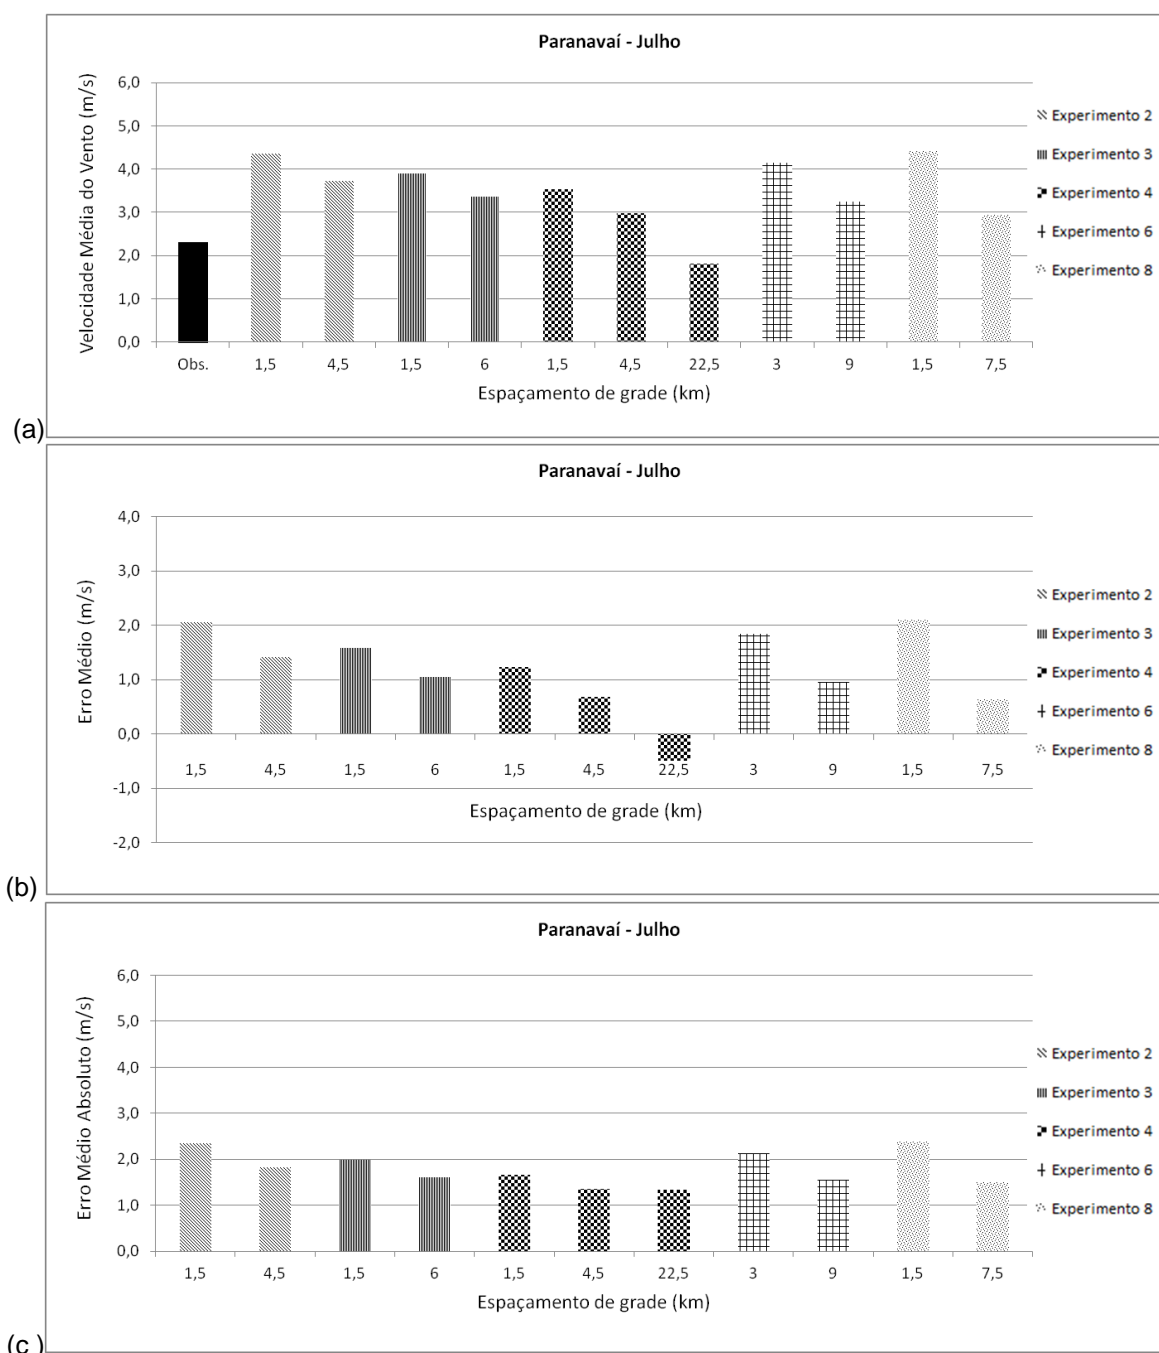 Paranavaí - Julho
Velocidade Média do Vento (m/s)
6,0
5,0
4,0
3,0
2,0
1,0
0,0
Obs. 1,5 4,5 1,5 6 1,5 4,5 22,5 3 9 1,5 7,5
Espaçamento de grade (km)
Experimento 2
Experimento 3
Experimento 4
Experimento 6
Experimento 8
(a)
Paranavaí - Julho
Erro Médio (m/s)
4,0
3,0
2,0
1,0
0,0
-1,0
-2,0
1,5 4,5 1,5 6 1,5 4,5 22,5 3 9 1,5 7,5
Espaçamento de grade (km)
Experimento 2
Experimento 3
Experimento 4
Experimento 6
Experimento 8
(b)
Paranavaí - Julho
Erro Médio Absoluto (m/s)
6,0
5,0
4,0
3,0
2,0
1,0
0,0
1,5 4,5 1,5 6 1,5 4,5 22,5 3 9 1,5 7,5
Espaçamento de grade (km)
Experimento 2
Experimento 3
Experimento 4
Experimento 6
Experimento 8
(c )